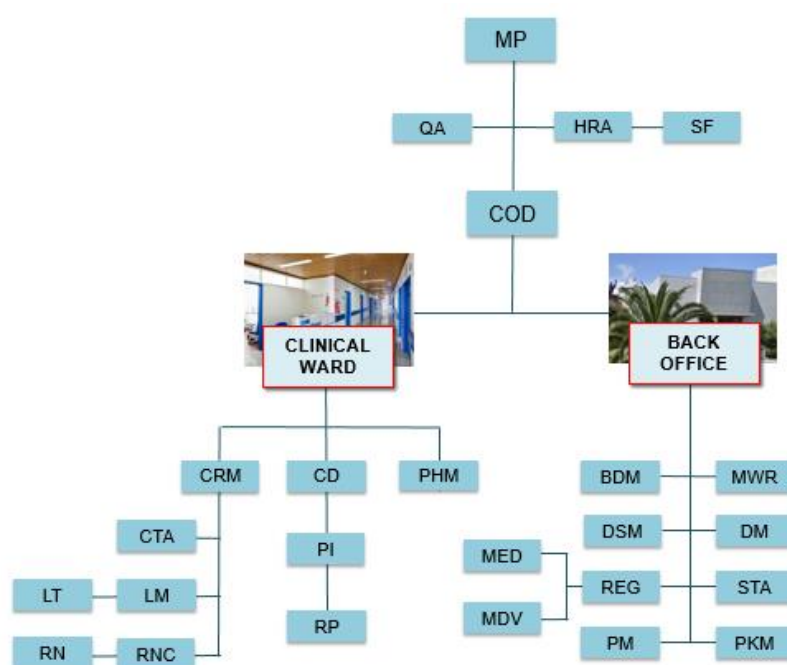 MP
QA
HRA
SF
COD
CLINICAL
WARD
BACK
OFFICE
CRM
CD
PHM
BDM
MWR
CTA
PI
DSM
DM
MED
LT
LM
REG
STA
MDV
RP
RN
RNC
PM
PKM